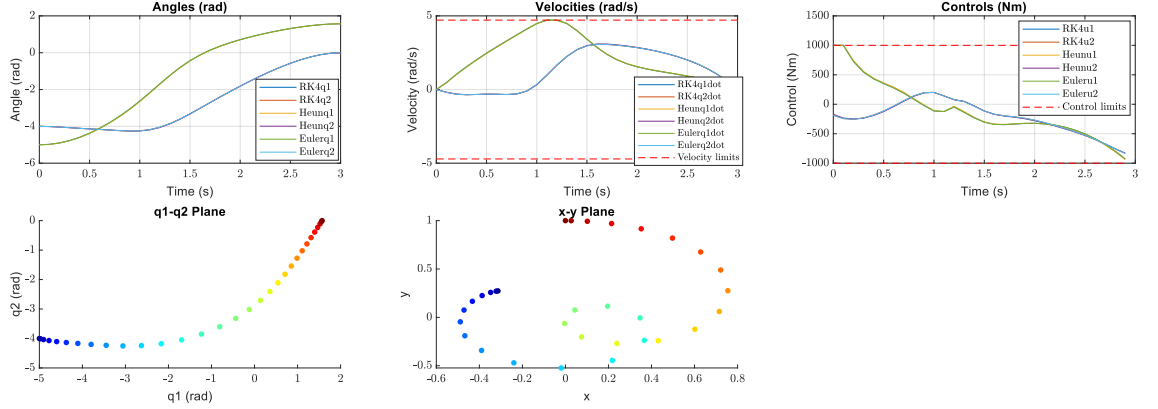 Angles (rad)
2
0
-2
-4
-6
Angle (rad)
RK4q1
RK4q2
Heunq1
Heunq2
Eulerq1
Eulerq2
0
0.5
1
1.5
2
2.5
3
Time (s)
Velocities (rad/s)
5
0
-5
Velocity (rad/s)
RK4q1dot
RK4q2dot
Heunq1dot
Heunq2dot
Eulerq1dot
Eulerq2dot
Velocity limits
0
0.5
1
1.5
2
2.5
3
Time (s)
Controls (Nm)
1500
1000
500
0
-500
-1000
Control (Nm)
RK4u1
RK4u2
Heunu1
Heunu2
Euleru1
Euleru2
Control limits
0
0.5
1
1.5
2
2.5
3
Time (s)
q1-q2 Plane
0
-1
-2
-3
-4
-5
q2 (rad)
-5
-4
-3
-2
-1
0
1
2
q1 (rad)
x-y Plane
1
0.5
0
-0.5
y
-0.6
-0.4
-0.2
0
0.2
0.4
0.6
0.8
x